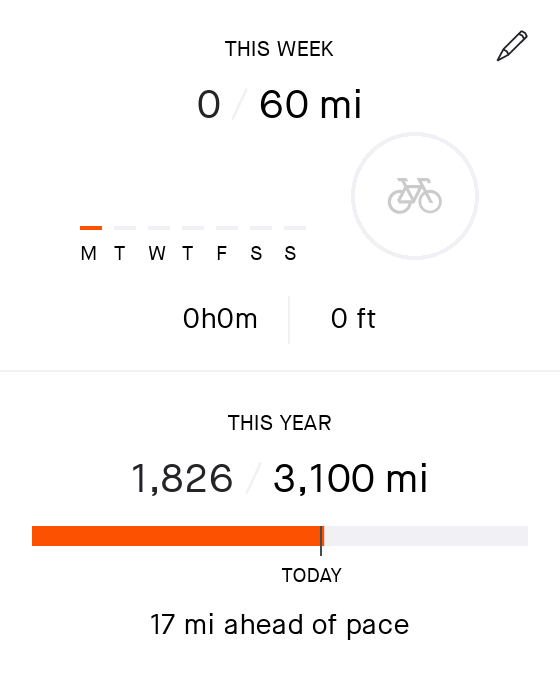 THIS WEEK
0 / 60 mi
M T W T F S S
0h0m 0 ft
THIS YEAR
1,826 / 3,100 mi
TODAY
17 mi ahead of pace